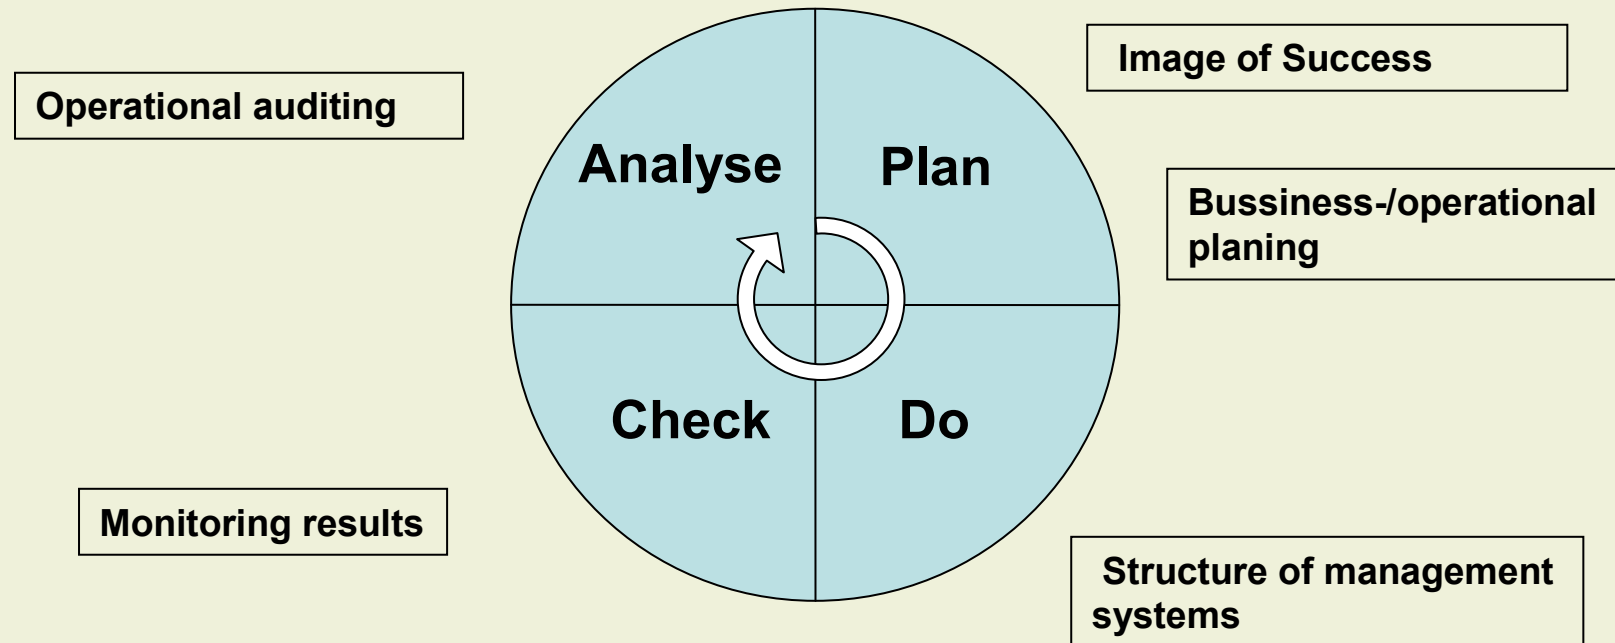 Image of Success
Operational auditing
Analyse
Plan
Bussiness-/operational
planing
Check
Do
Monitoring results
Structure of management
systems